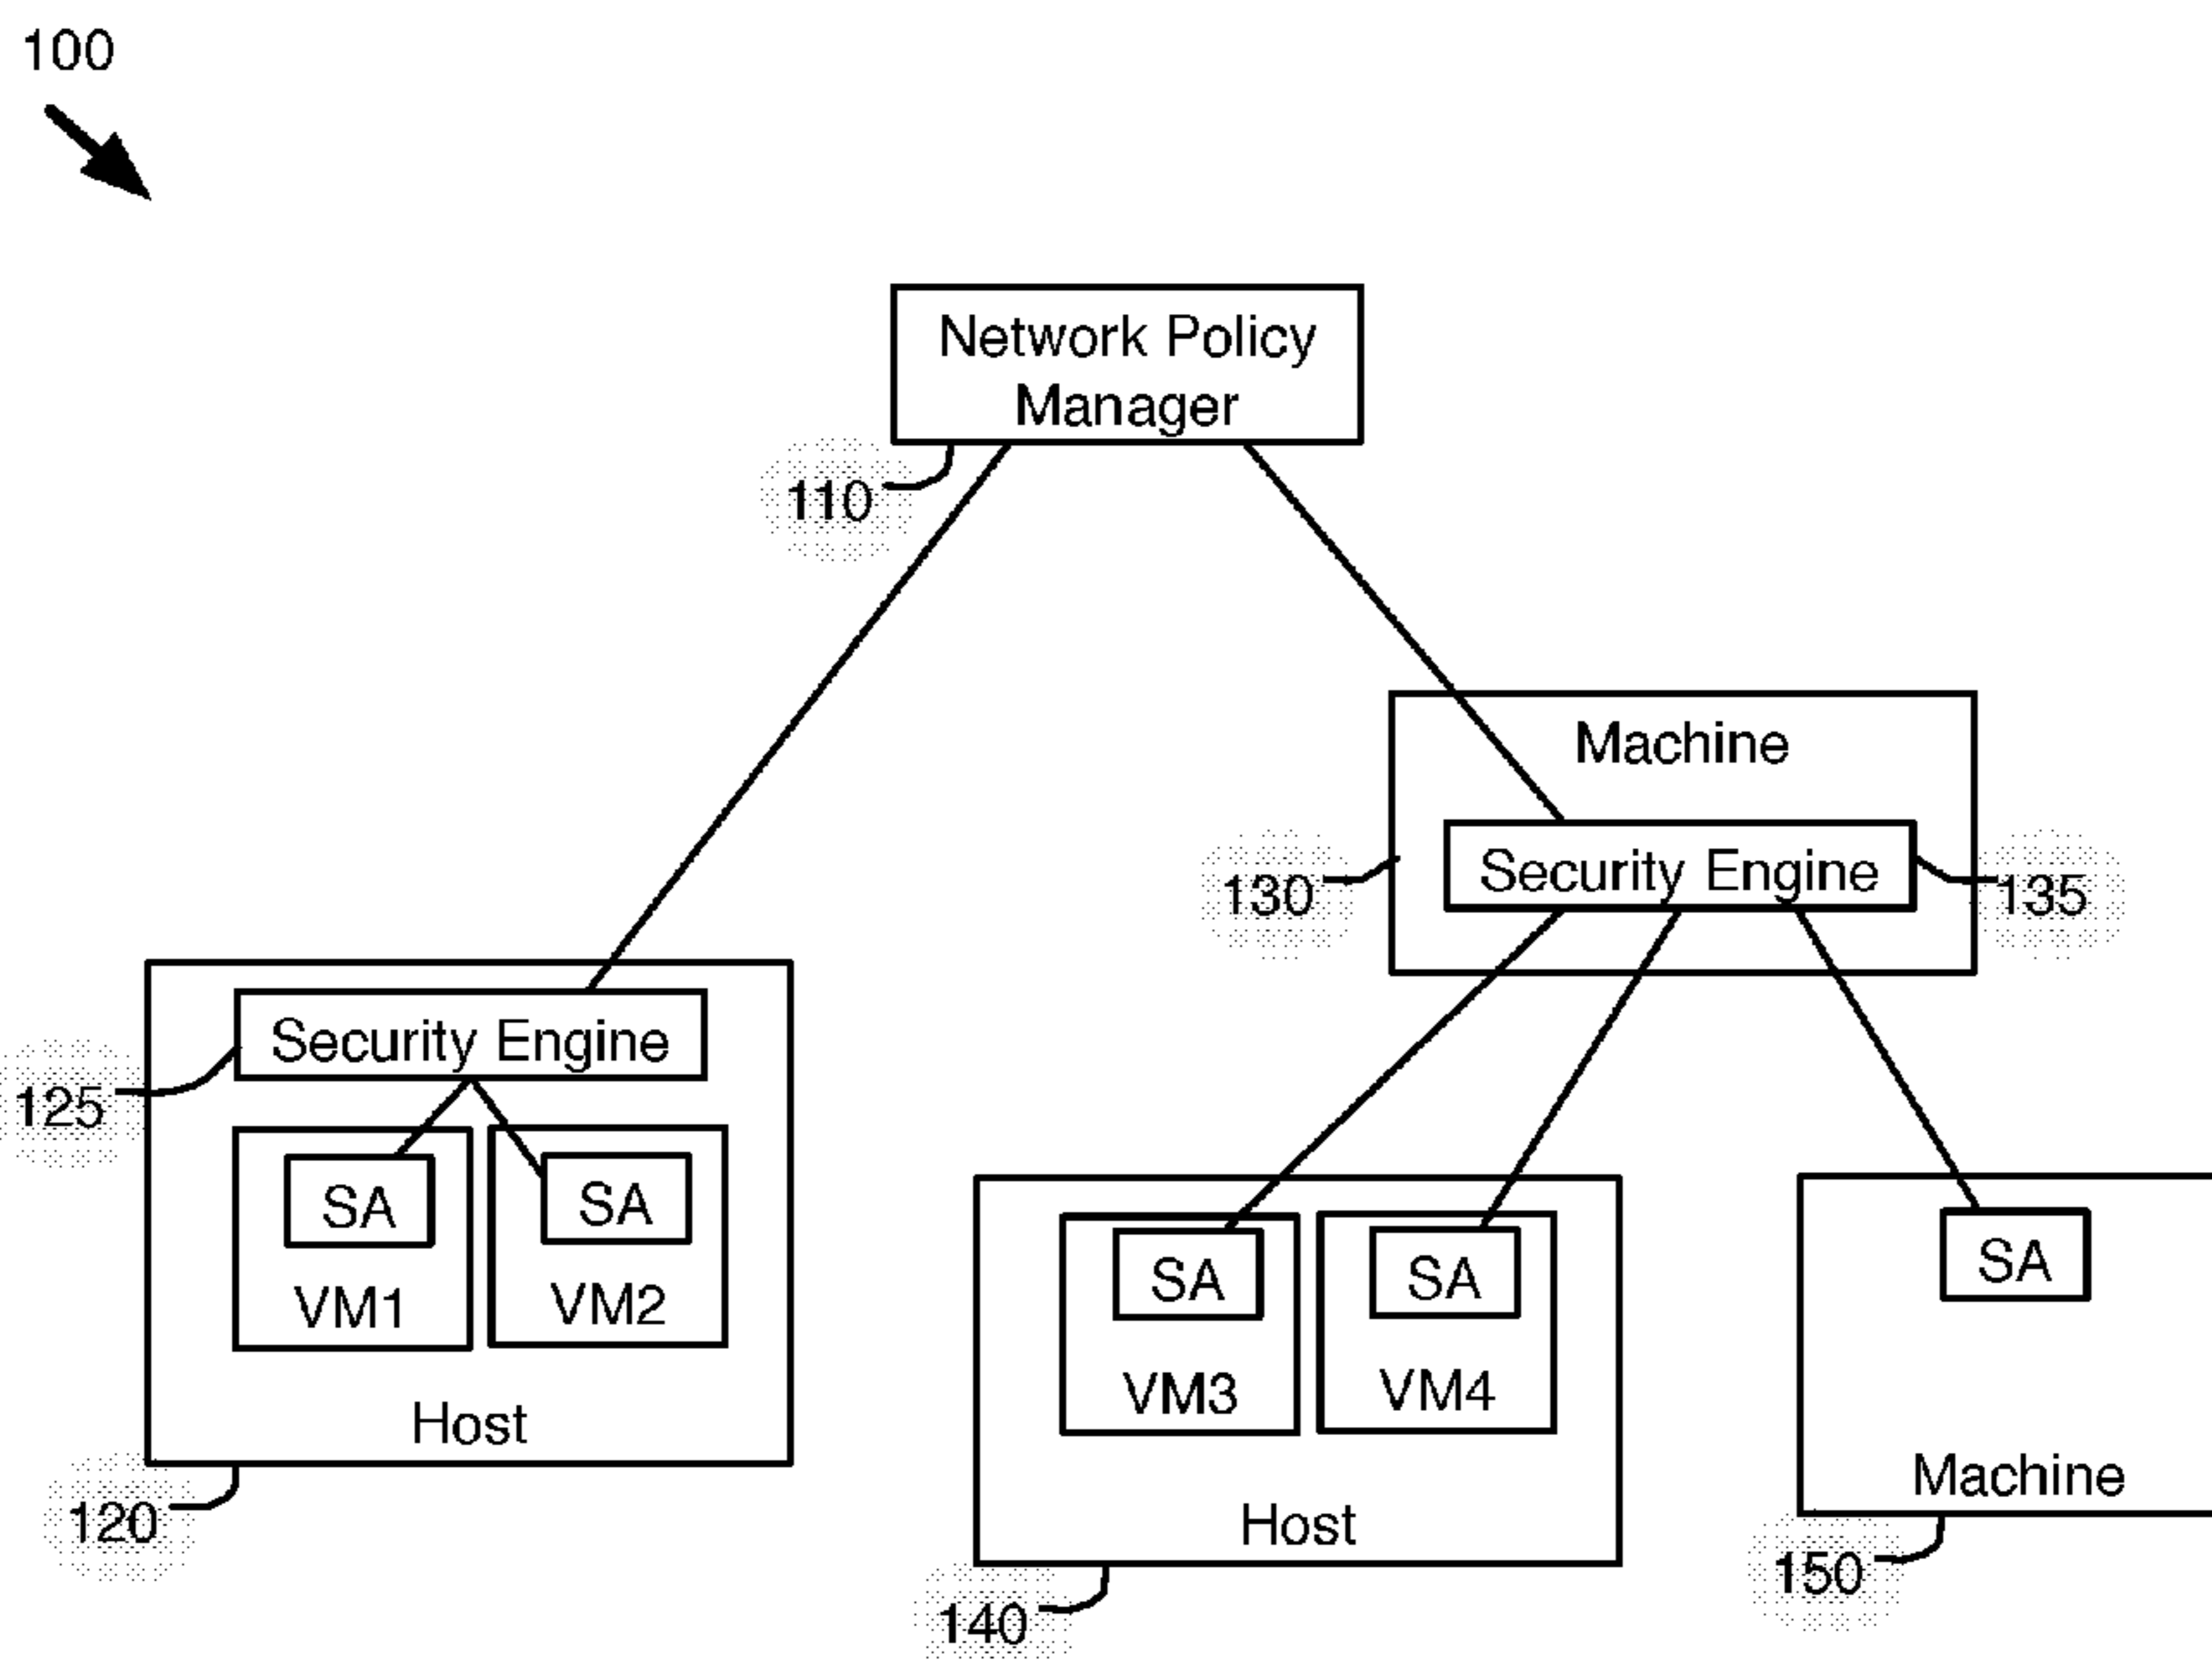 100
Network Policy
Manager
110
Machine
Security Engine
130
135
Security Engine
125
SA
SA
VM1
VM2
Host
120
SA
SA
VM3
VM4
Host
140
SA
Machine
150